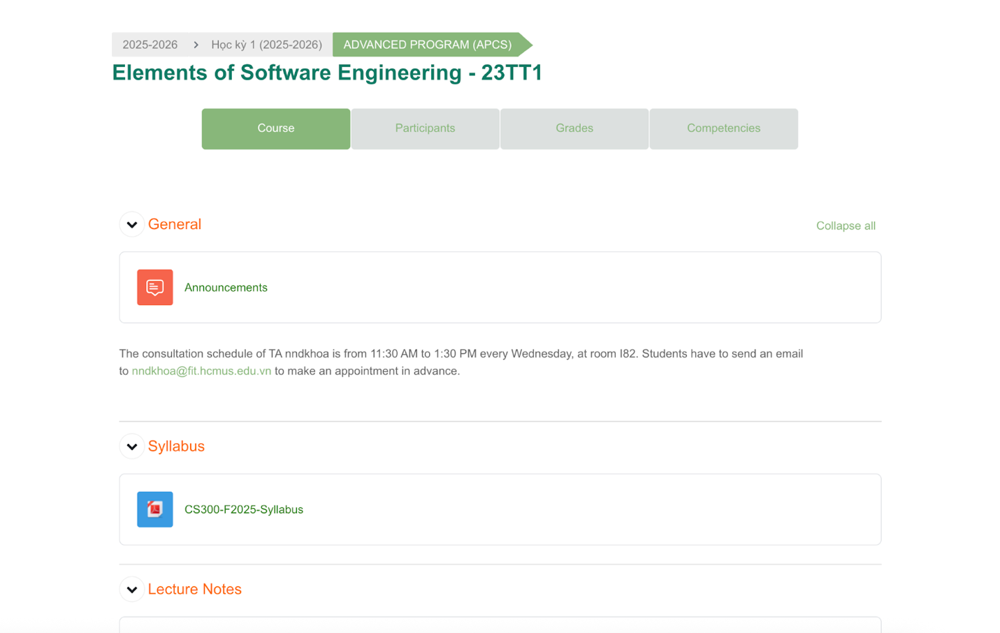 2025-2026 > Học kỳ 1 (2025-2026) ADVANCED PROGRAM (APCS)
Elements of Software Engineering - 23TT1
Course Participants Grades Competencies
General Collapse all
Announcements
The consultation schedule of TA nndkhoa is from 11:30 AM to 1:30 PM every Wednesday, at room I82. Students have to send an email
to nndkhoa@fit.hcmus.edu.vn to make an appointment in advance.
Syllabus
CS300-F2025-Syllabus
Lecture Notes